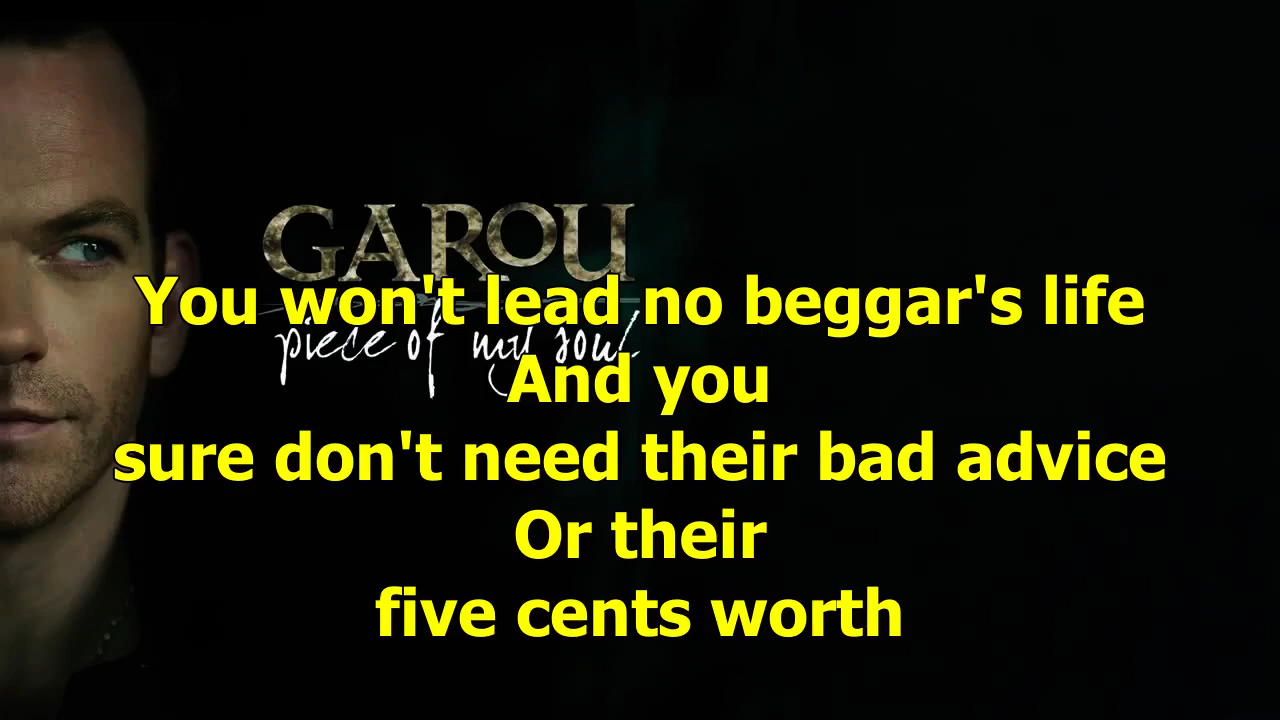 GAROU
You won't lead no beggar's life
piece of my soul
And you
sure don't need their bad advice
Or their
five cents worth